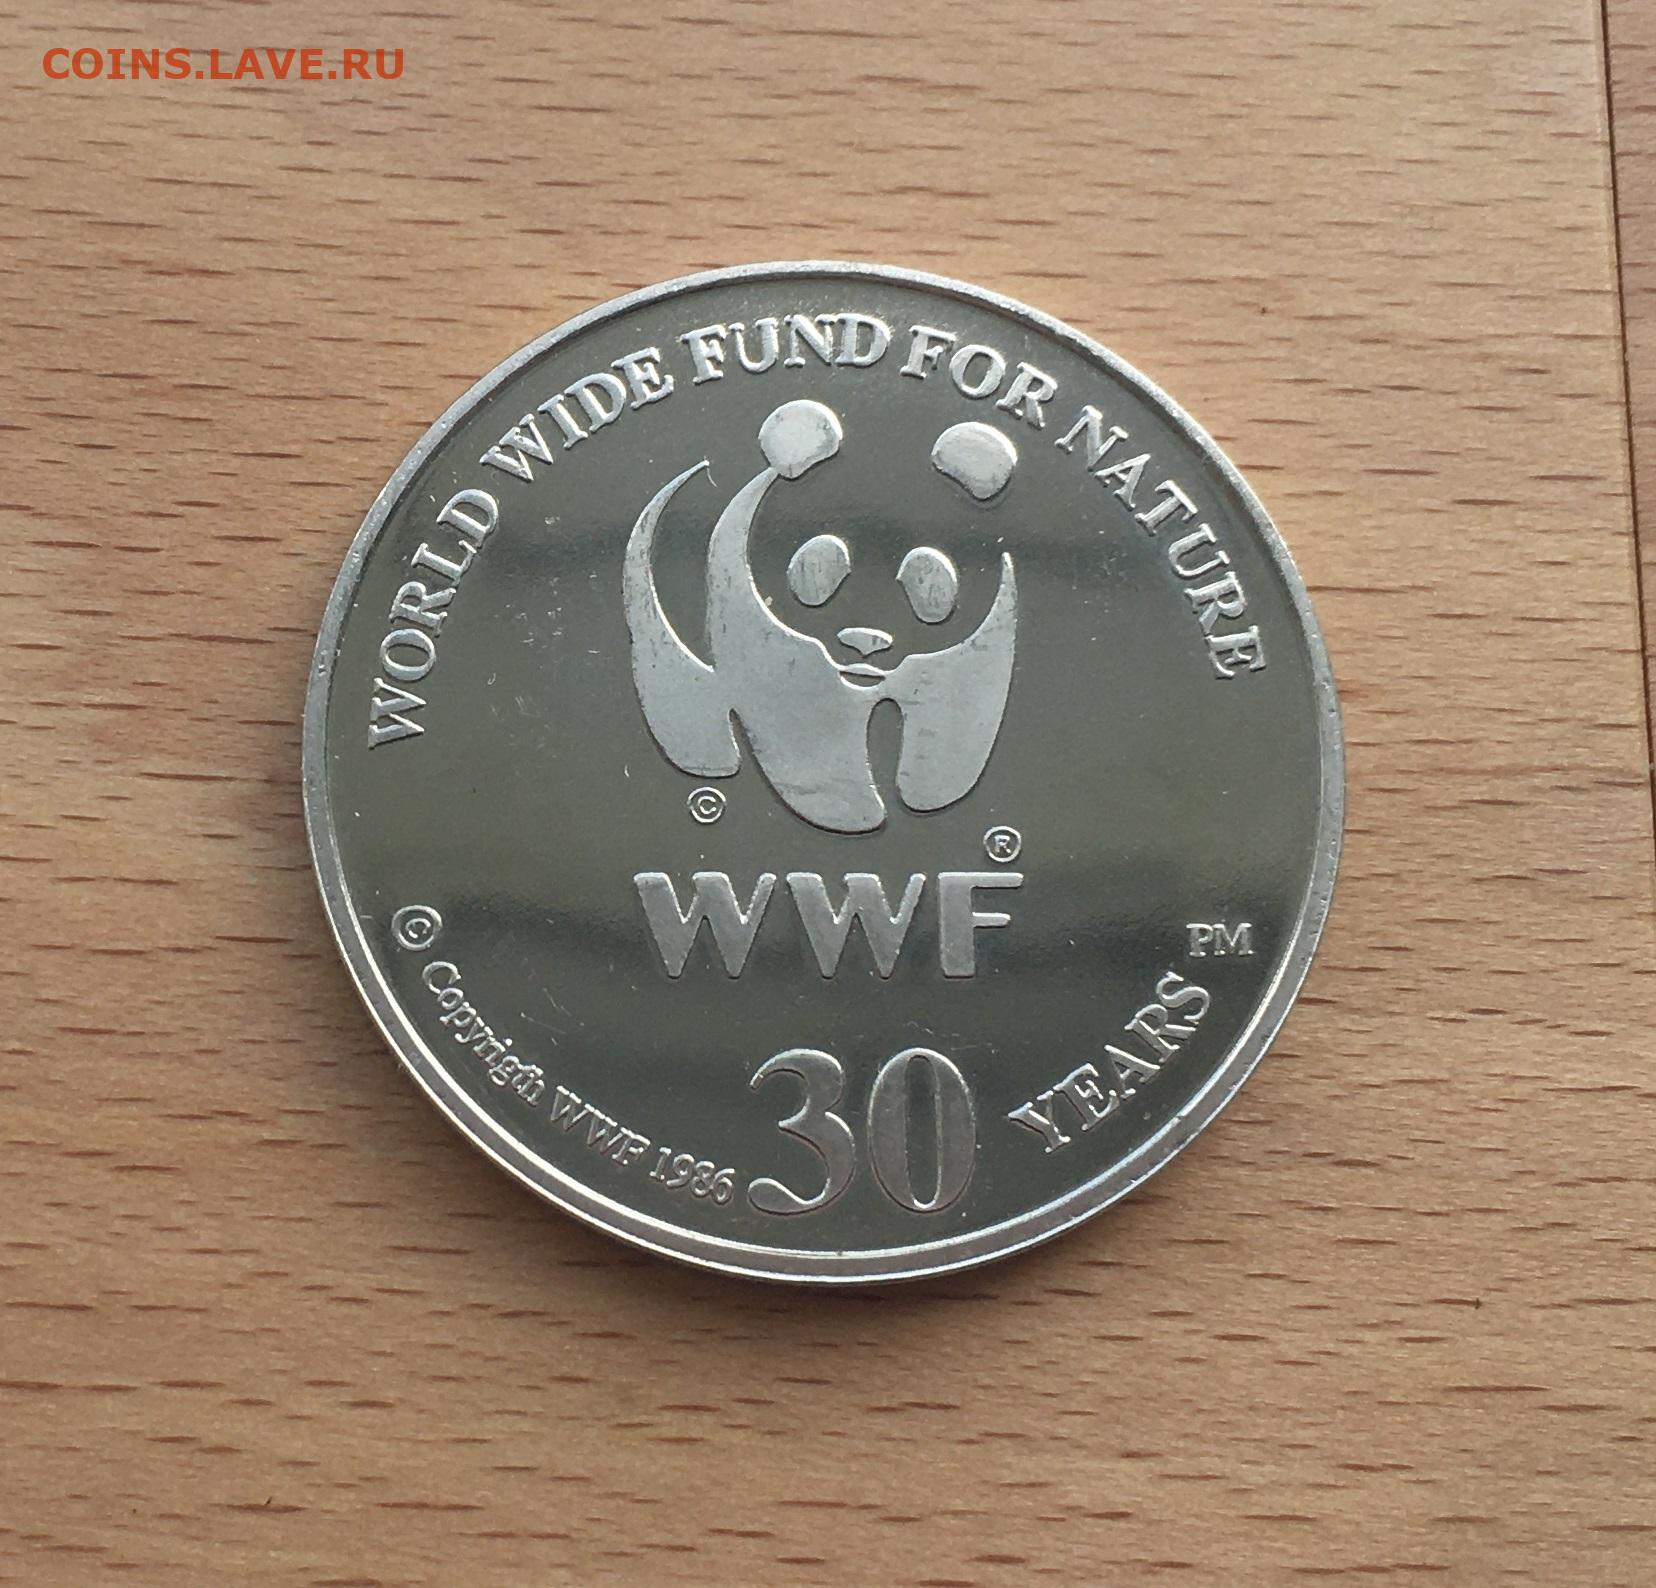 COINS.LAVE.RU
WORLD WIDE FUND FOR NATURE
©
®
WWF
PM
© Copyrigth WWF 1986
30 YEARS